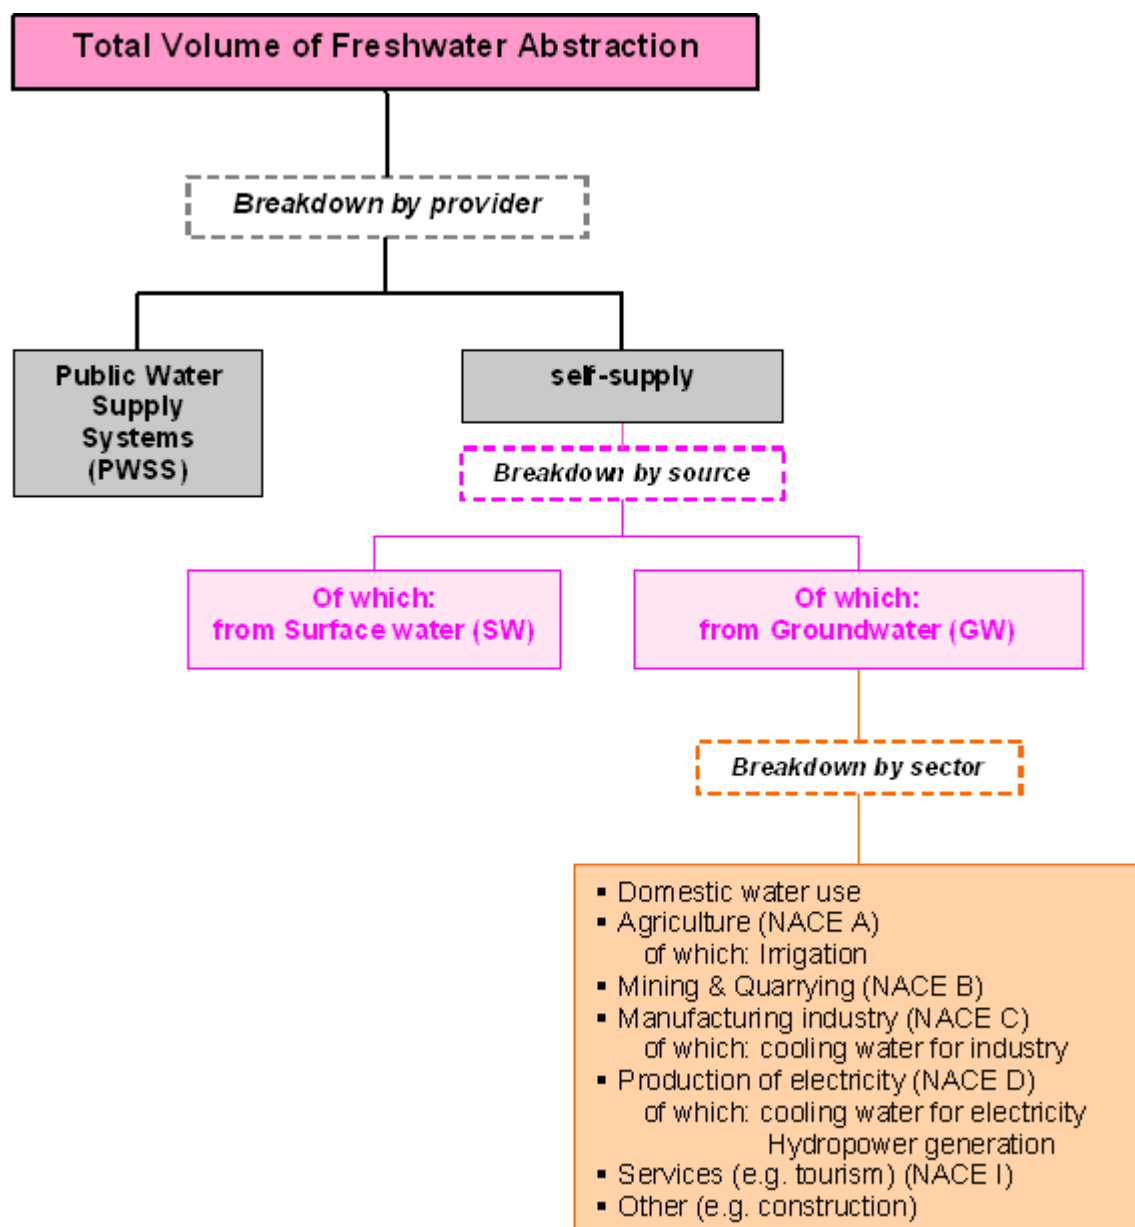 Total Volume of Freshwater Abstraction
Breakdown by provider
Public Water
Supply
Systems
(PWSS)
self-supply
Breakdown by source
Of which:
from Surface water (SW)
Of which:
from Groundwater (GW)
Breakdown by sector
▪ Domestic water use
▪ Agriculture (NACE A)
of which: Irrigation
▪ Mining & Quarrying (NACE B)
▪ Manufacturing industry (NACE C)
of which: cooling water for industry
▪ Production of electricity (NACE D)
of which: cooling water for electricity
Hydropower generation
▪ Services (e.g. tourism) (NACE I)
▪ Other (e.g. construction)